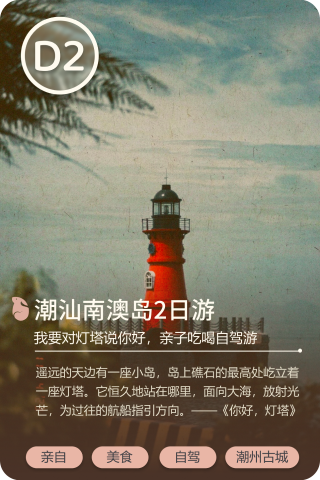 D2
潮汕南澳岛2日游
我要对灯塔说你好，亲子吃喝自驾游
遥远的天边有一座小岛，岛上礁石的最高处屹立着
一座灯塔。它恒久地站在哪里，面向大海，放射光
芒，为过往的航船指引方向。——《你好，灯塔》
亲自 美食 自驾 潮州古城